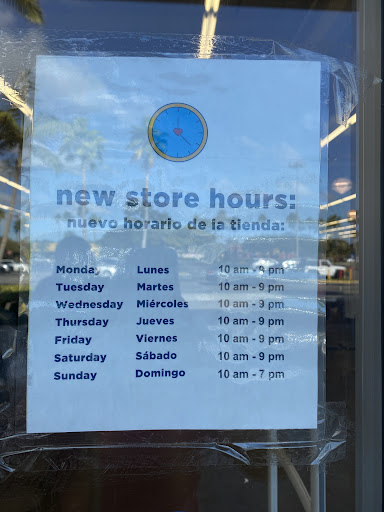 new store hours:
nuevo horario de la tienda:
Monday Lunes 10 am - 9 pm
Tuesday Martes 10 am - 9 pm
Wednesday Miércoles 10 am - 9 pm
Thursday Jueves 10 am - 9 pm
Friday Viernes 10 am - 9 pm
Saturday Sábado 10 am - 9 pm
Sunday Domingo 10 am - 7 pm